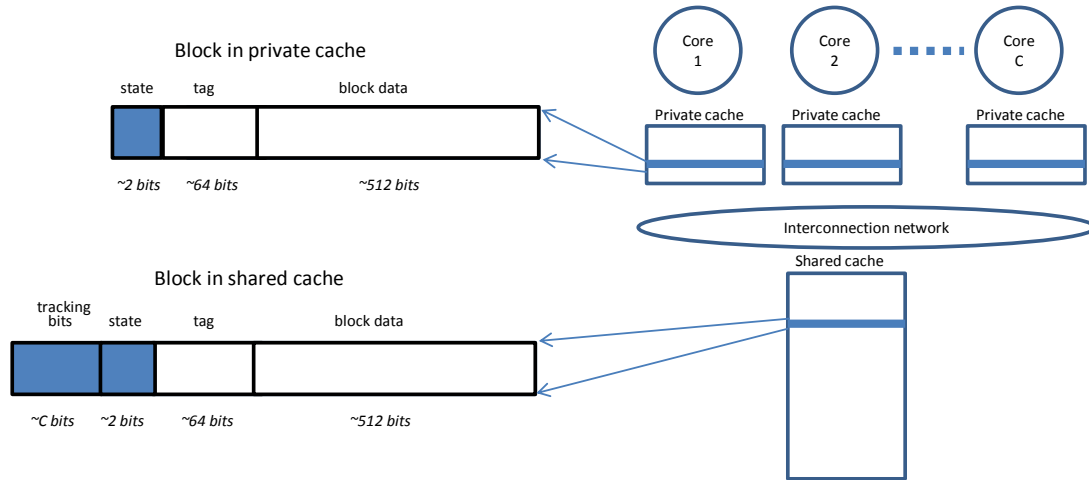 Block in private cache
state tag block data
~2 bits ~64 bits ~512 bits
Core
1
Core
2
Core
C
Private cache Private cache Private cache
Interconnection network
Shared cache
Block in shared cache
tracking
bits state tag block data
~C bits ~2 bits ~64 bits ~512 bits